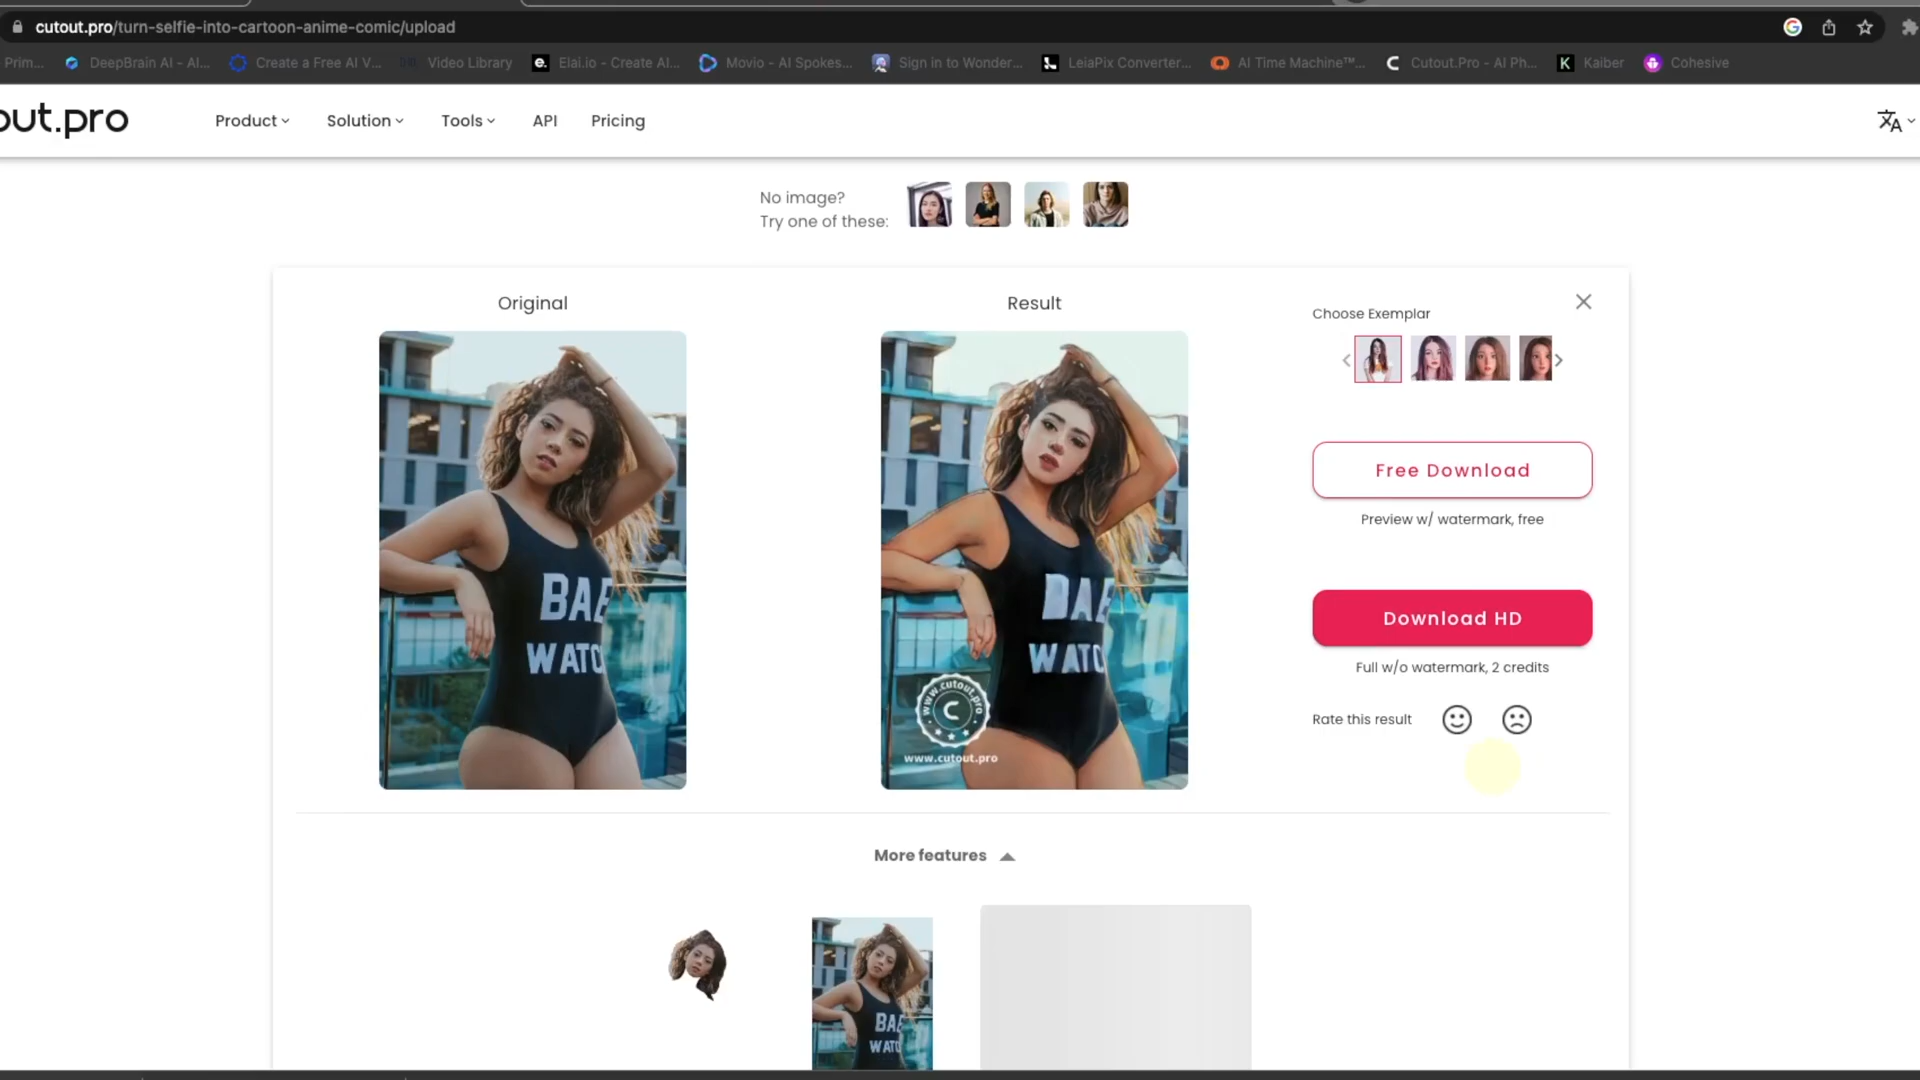 cutout.pro/turn-selfie-into-cartoon-anime-comic/upload
Prim... DeepBrain AI - AI... Create a Free AI V... Video Library Elai.io - Create AI... Movio - AI Spokes... Sign in to Wonder... LeiaPix Converter... AI Time Machine™... Cutout.Pro - AI Ph... Kaiber Cohesive
out.pro Product Solution Tools API Pricing
No image?
Try one of these:
Original Result
Choose Exemplar
BAE
WATC
BAE
WATC
www.cutout.pro
C
www.cutout.pro
Free Download
Preview w/ watermark, free
Download HD
Full w/o watermark, 2 credits
Rate this result
More features
BAE
WATC